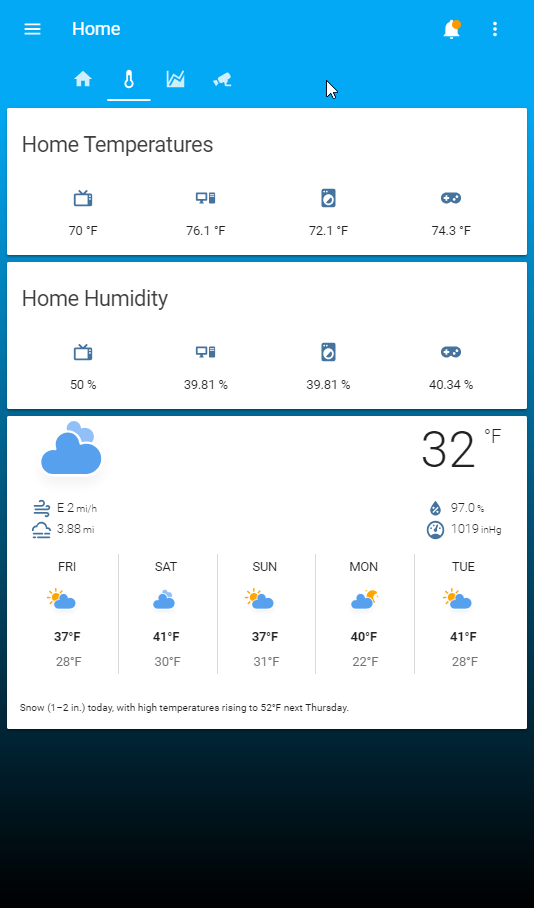 Home
Home Temperatures
70 °F 76.1 °F 72.1 °F 74.3 °F
Home Humidity
50 % 39.81 % 39.81 % 40.34 %
32 °F
E 2 mi/h 97.0 %
3.88 mi 1019 inHg
FRI SAT SUN MON TUE
37°F 41°F 37°F 40°F 41°F
28°F 30°F 31°F 22°F 28°F
Snow (1–2 in.) today, with high temperatures rising to 52°F next Thursday.